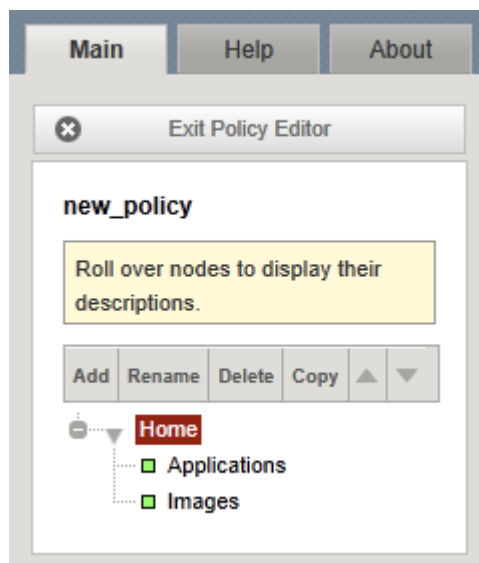 Main Help About
Exit Policy Editor
new_policy
Roll over nodes to display their
descriptions.
Add Rename Delete Copy
Home
Applications
Images